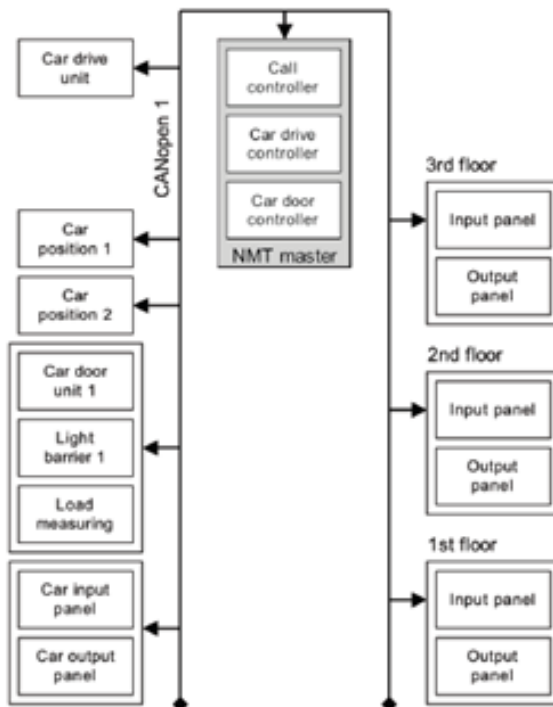 Car drive
unit
CANopen 1
Call
controller
Car drive
controller
Car door
controller
NMT master
Car
position 1
Car
position 2
Car door
unit 1
Light
barrier 1
Load
measuring
Car input
panel
Car output
panel
3rd floor
Input panel
Output
panel
2nd floor
Input panel
Output
panel
1st floor
Input panel
Output
panel